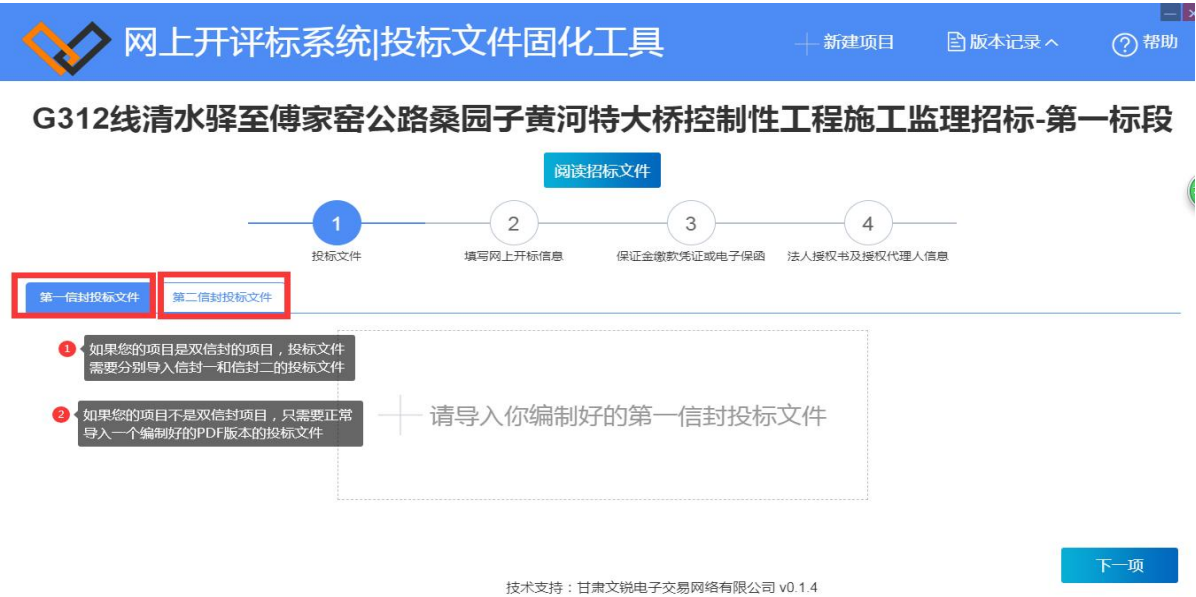 网上开评标系统|投标文件固化工具
新建项目
版本记录
帮助
G312线清水驿至傅家窑公路桑园子黄河特大桥控制性工程施工监理招标-第一标段
阅读招标文件
1
2
3
4
投标文件
填写网上开标信息
保证金缴款凭证或电子保函
法人授权书及授权代理人信息
第一信封投标文件
第二信封投标文件
1 如果您的项目是双信封的项目，投标文件
需要分别导入信封一和信封二的投标文件
2 如果您的项目不是双信封项目，只需要正常
导入一个编制好的PDF版本的投标文件
请导入你编制好的第一信封投标文件
下一项
技术支持：甘肃文锐电子交易网络有限公司 v0.1.4